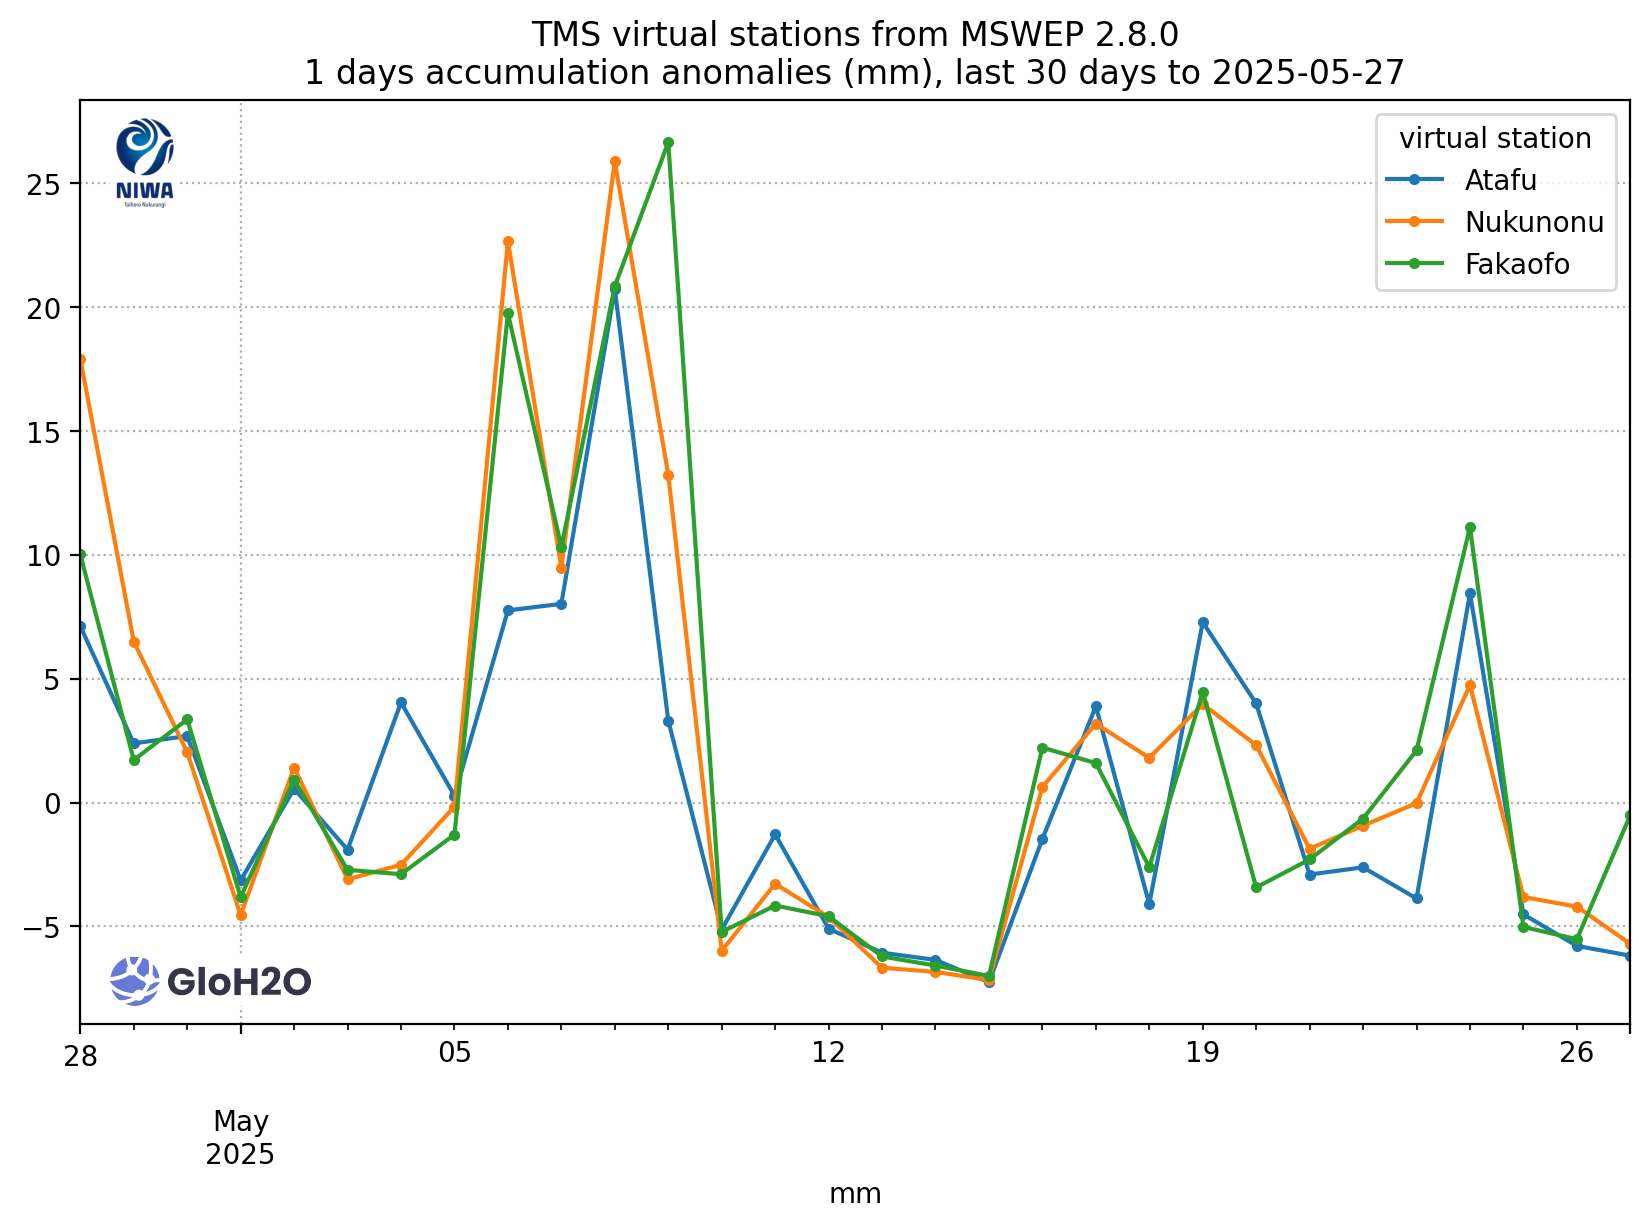 TMS virtual stations from MSWEP 2.8.0
1 days accumulation anomalies (mm), last 30 days to 2025-05-27
NIWA
Taihoro Nukurangi
virtual station
Atafu
Nukunonu
Fakaofo
25
20
15
10
5
0
−5
GloH2O
28
05
12
19
26
May
2025
mm